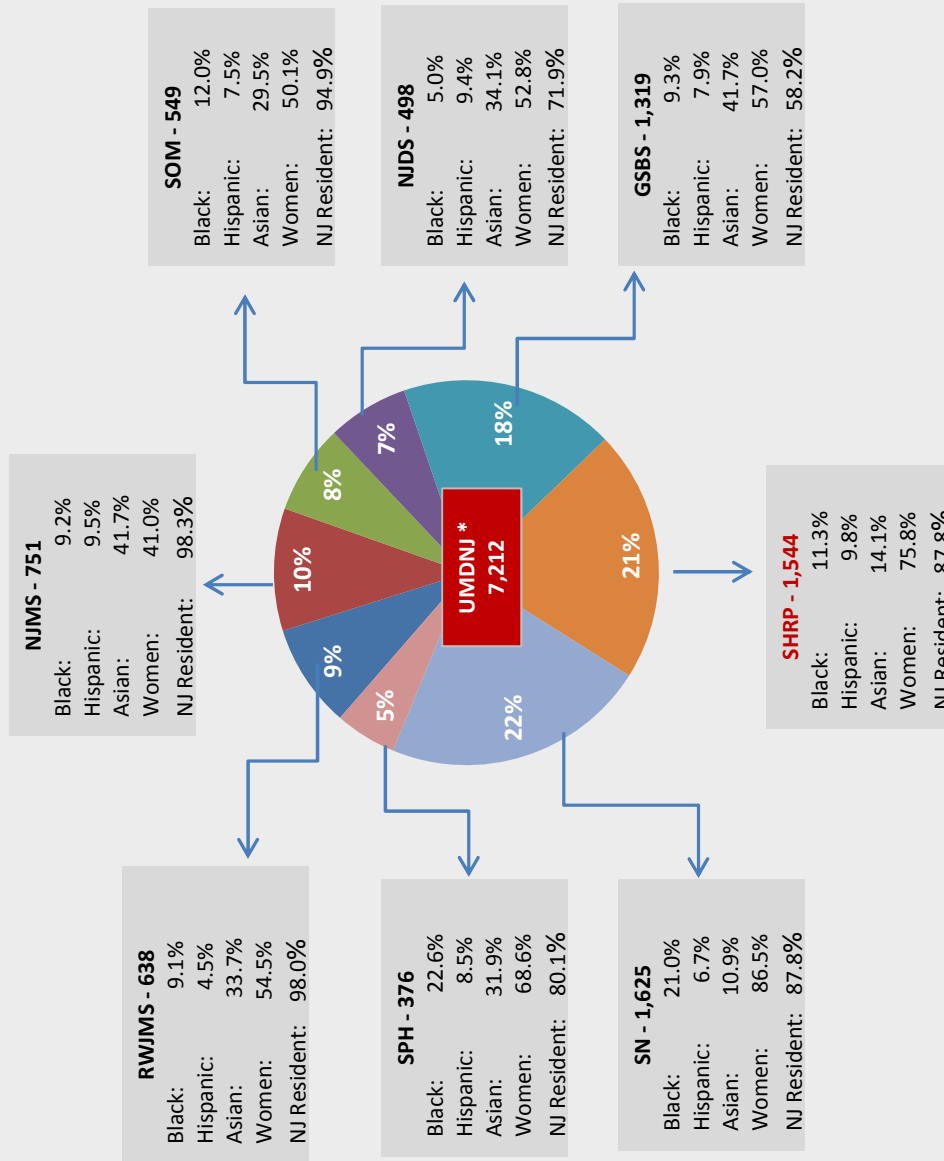 NJMS - 751
Black: 9.2%
Hispanic: 9.5%
Asian: 41.7%
Women: 41.0%
NJ Resident: 98.3%
SOM - 549
Black: 12.0%
Hispanic: 7.5%
Asian: 29.5%
Women: 50.1%
NJ Resident: 94.9%
RWJMS - 638
Black: 9.1%
Hispanic: 4.5%
Asian: 33.7%
Women: 54.5%
NJ Resident: 98.0%
NJDS - 498
Black: 5.0%
Hispanic: 9.4%
Asian: 34.1%
Women: 52.8%
NJ Resident: 71.9%
10%
8%
9%
7%
5%
18%
22%
21%
UMDNJ *
7,212
SPH - 376
Black: 22.6%
Hispanic: 8.5%
Asian: 31.9%
Women: 68.6%
NJ Resident: 80.1%
GSBS - 1,319
Black: 9.3%
Hispanic: 7.9%
Asian: 41.7%
Women: 57.0%
NJ Resident: 58.2%
SN - 1,625
Black: 21.0%
Hispanic: 6.7%
Asian: 10.9%
Women: 86.5%
NJ Resident: 87.8%
SHRP - 1,544
Black: 11.3%
Hispanic: 9.8%
Asian: 14.1%
Women: 75.8%
NJ Resident: 87.8%